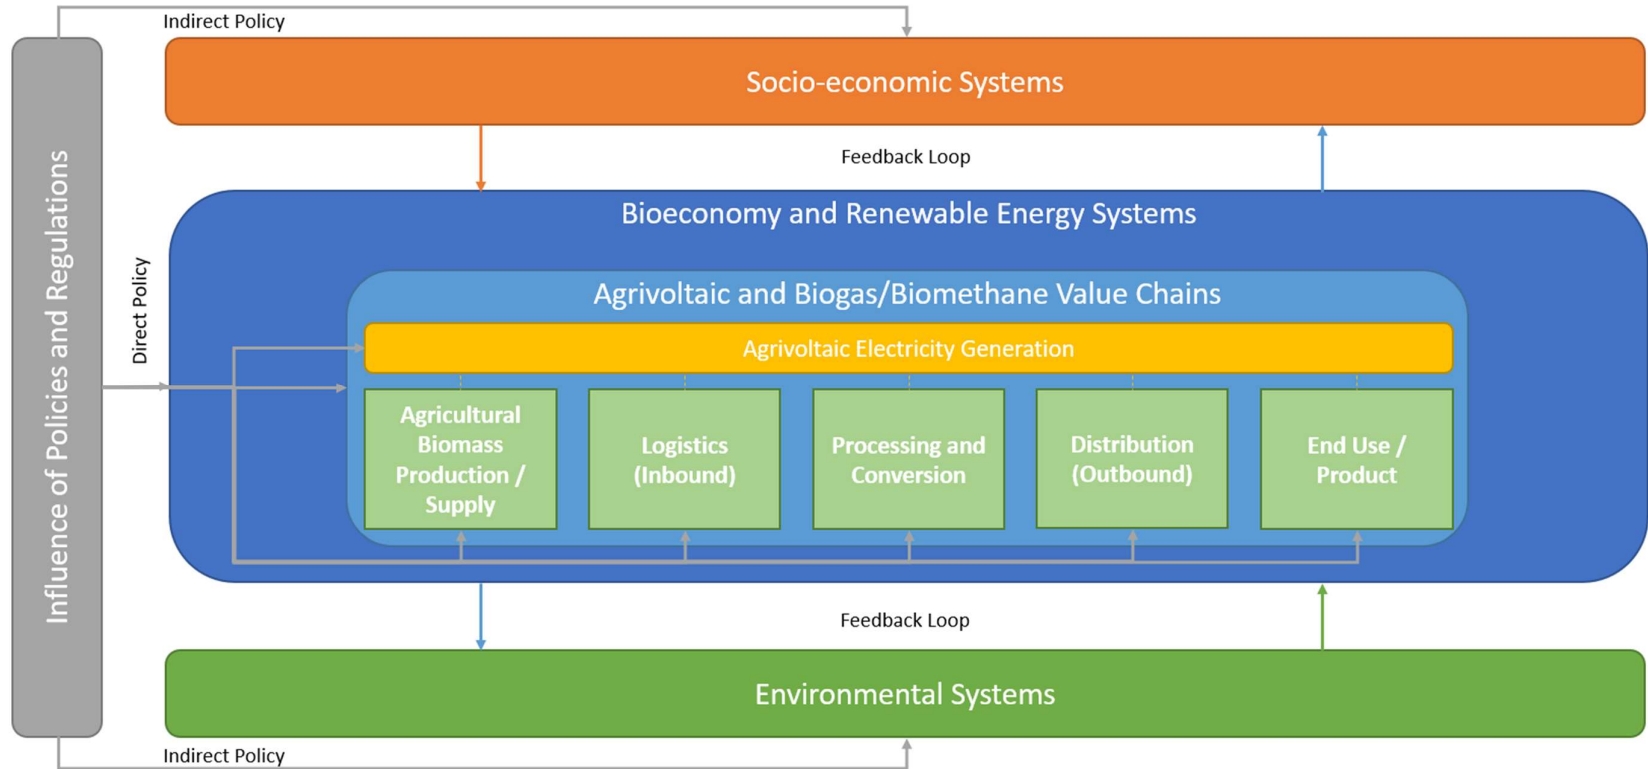 Indirect Policy
Socio-economic Systems
Feedback Loop
Influence of Policies and Regulations
Direct Policy
Bioeconomy and Renewable Energy Systems
Agrivoltaic and Biogas/Biomethane Value Chains
Agrivoltaic Electricity Generation
Agricultural
Biomass
Production /
Supply
Logistics
(Inbound)
Processing and
Conversion
Distribution
(Outbound)
End Use /
Product
Feedback Loop
Environmental Systems
Indirect Policy